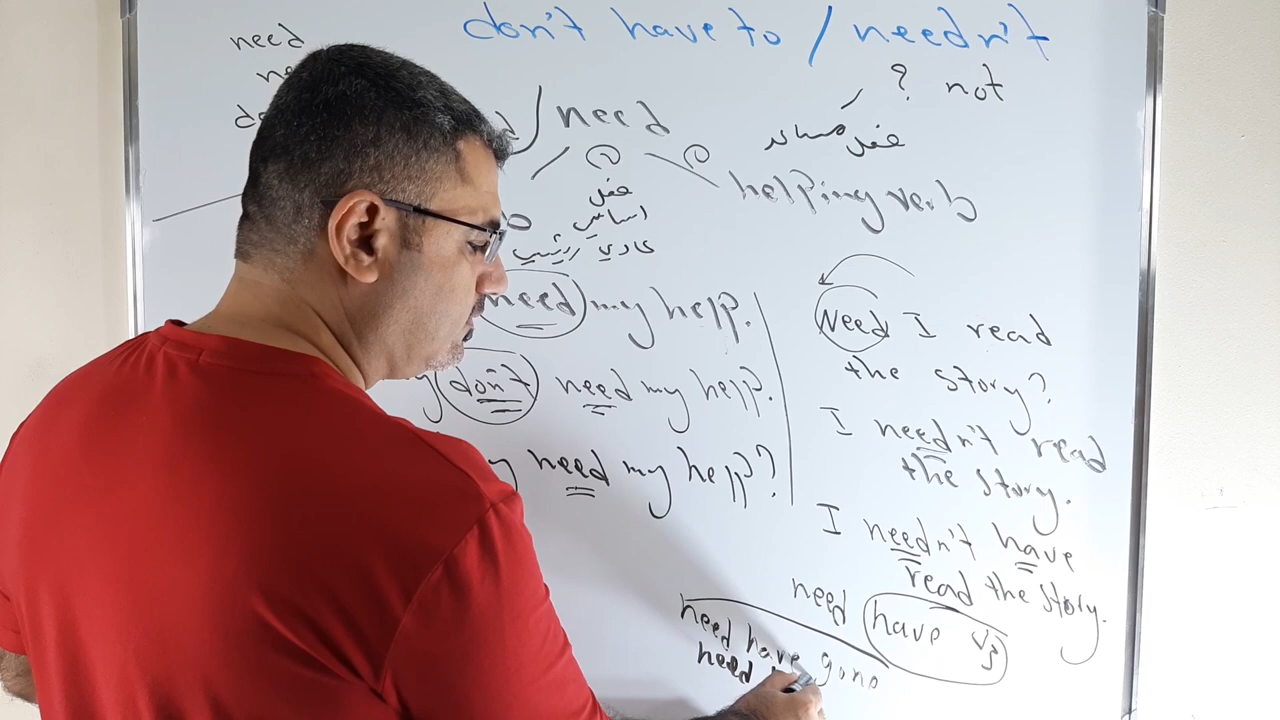 don't have to / needn't
need
? not
/ need
فعل مساعد
helping verb
فعل
اساسي
عادي رئيسي
need my help.
don't need my help.
need my help?
Need I read
the story?
I needn't read
the story.
I needn't have
read the story.
need have V3
need have gone
need